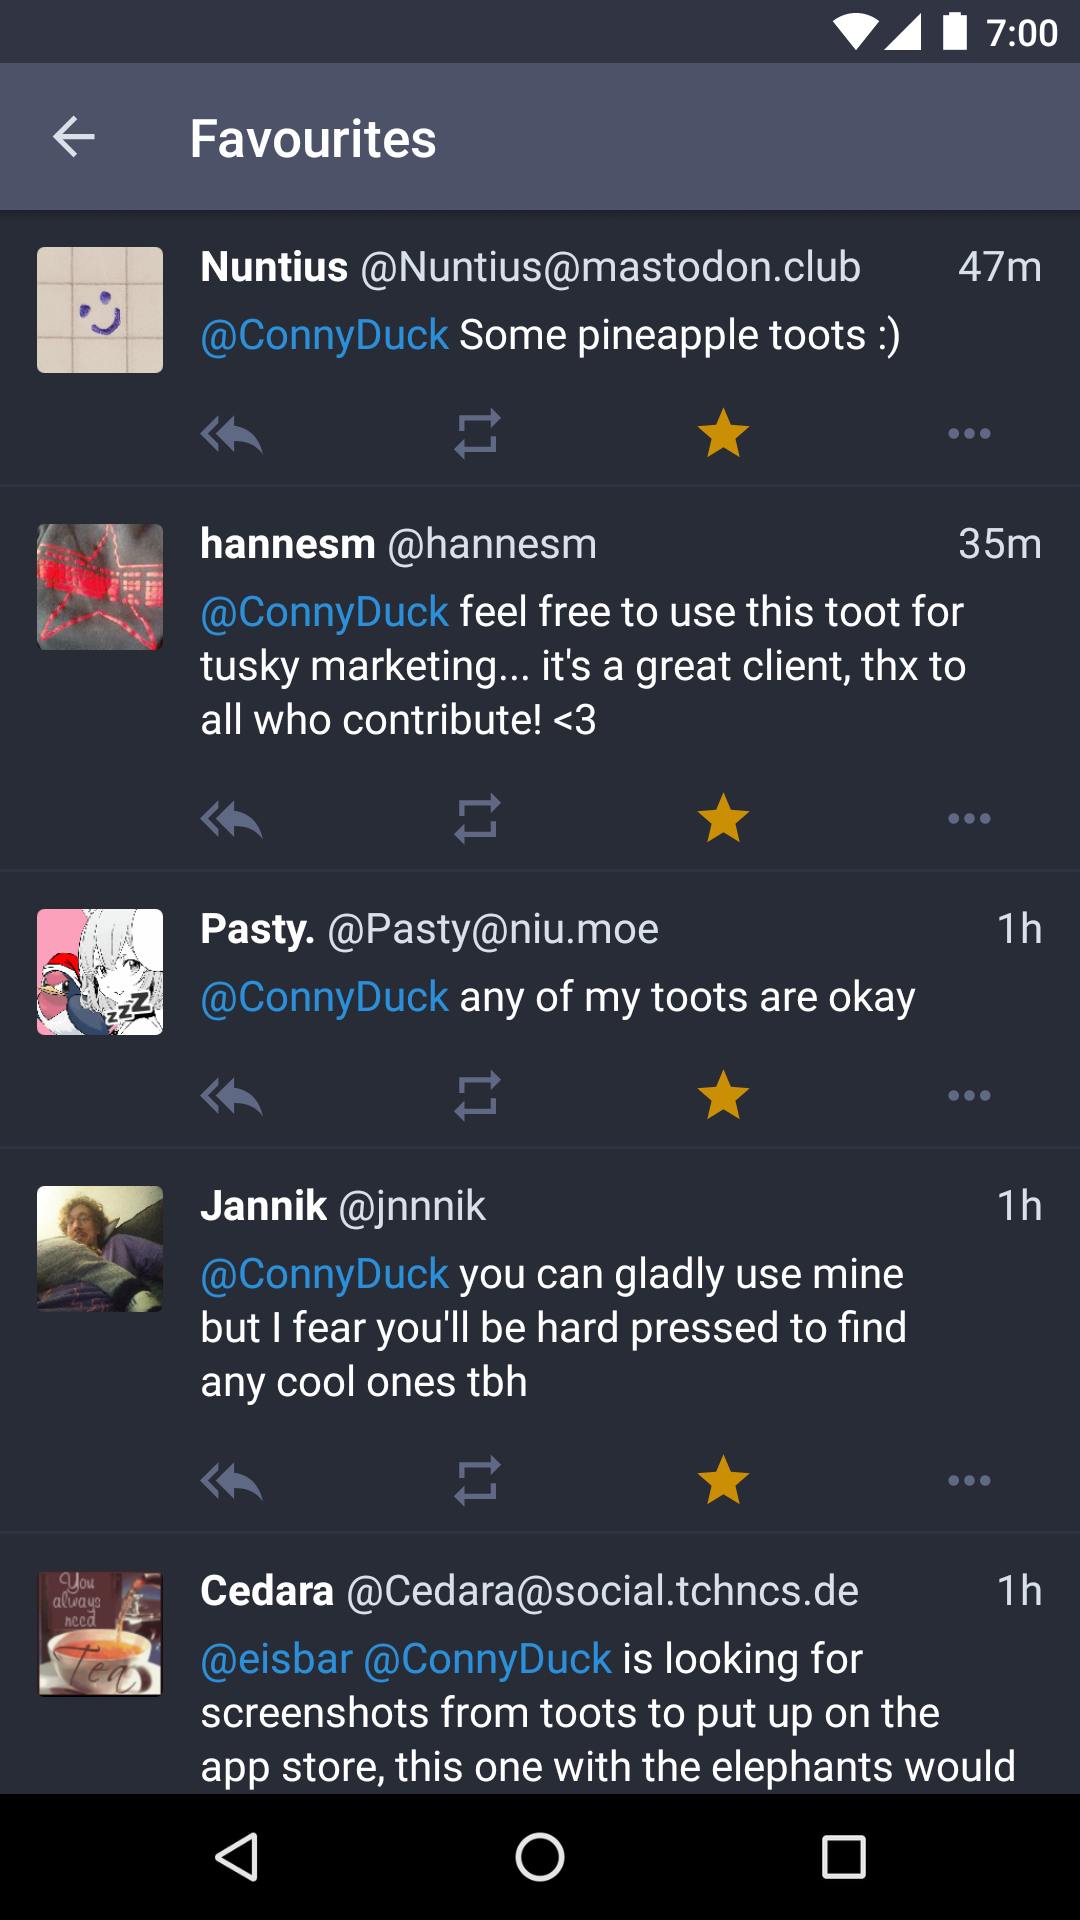 7:00
Favourites
Nuntius @Nuntius@mastodon.club 47m
@ConnyDuck Some pineapple toots :)
hannesm @hannesm 35m
@ConnyDuck feel free to use this toot for
tusky marketing... it's a great client, thx to
all who contribute! <3
Pasty. @Pasty@niu.moe 1h
@ConnyDuck any of my toots are okay
zzZ
Jannik @jnnnik 1h
@ConnyDuck you can gladly use mine
but I fear you'll be hard pressed to find
any cool ones tbh
Cedara @Cedara@social.tchncs.de 1h
You
always
need
Tea
@eisbar @ConnyDuck is looking for
screenshots from toots to put up on the
app store, this one with the elephants would